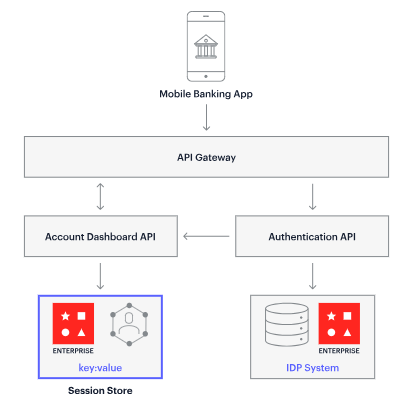 Mobile Banking App
API Gateway
Account Dashboard API
Authentication API
ENTERPRISE
key:value
ENTERPRISE
IDP System
Session Store